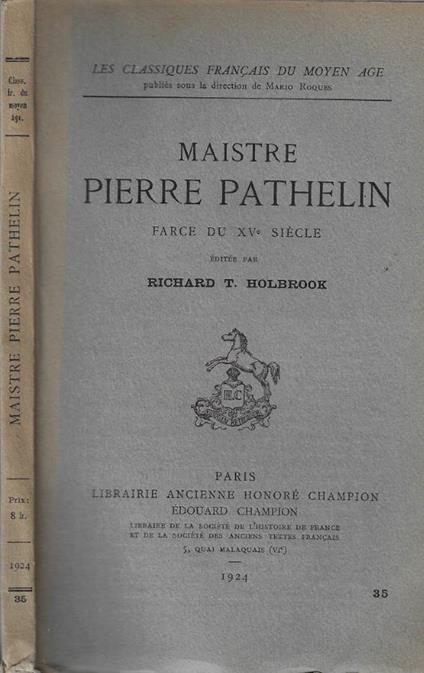 Class.
fr. du
moyen
âge.
MAISTRE PIERRE PATHELIN
Prix:
8 fr.
1924
35
LES CLASSIQUES FRANÇAIS DU MOYEN AGE
publiés sous la direction de MARIO ROQUES
MAISTRE
PIERRE PATHELIN
FARCE DU XVe SIÈCLE
ÉDITÉE PAR
RICHARD T. HOLBROOK
H.C
PARIS
LIBRAIRIE ANCIENNE HONORÉ CHAMPION
ÉDOUARD CHAMPION
LIBRAIRE DE LA SOCIÉTÉ DE L'HISTOIRE DE FRANCE
ET DE LA SOCIÉTÉ DES ANCIENS TEXTES FRANÇAIS
5, QUAI MALAQUAIS (VIe)
1924
35